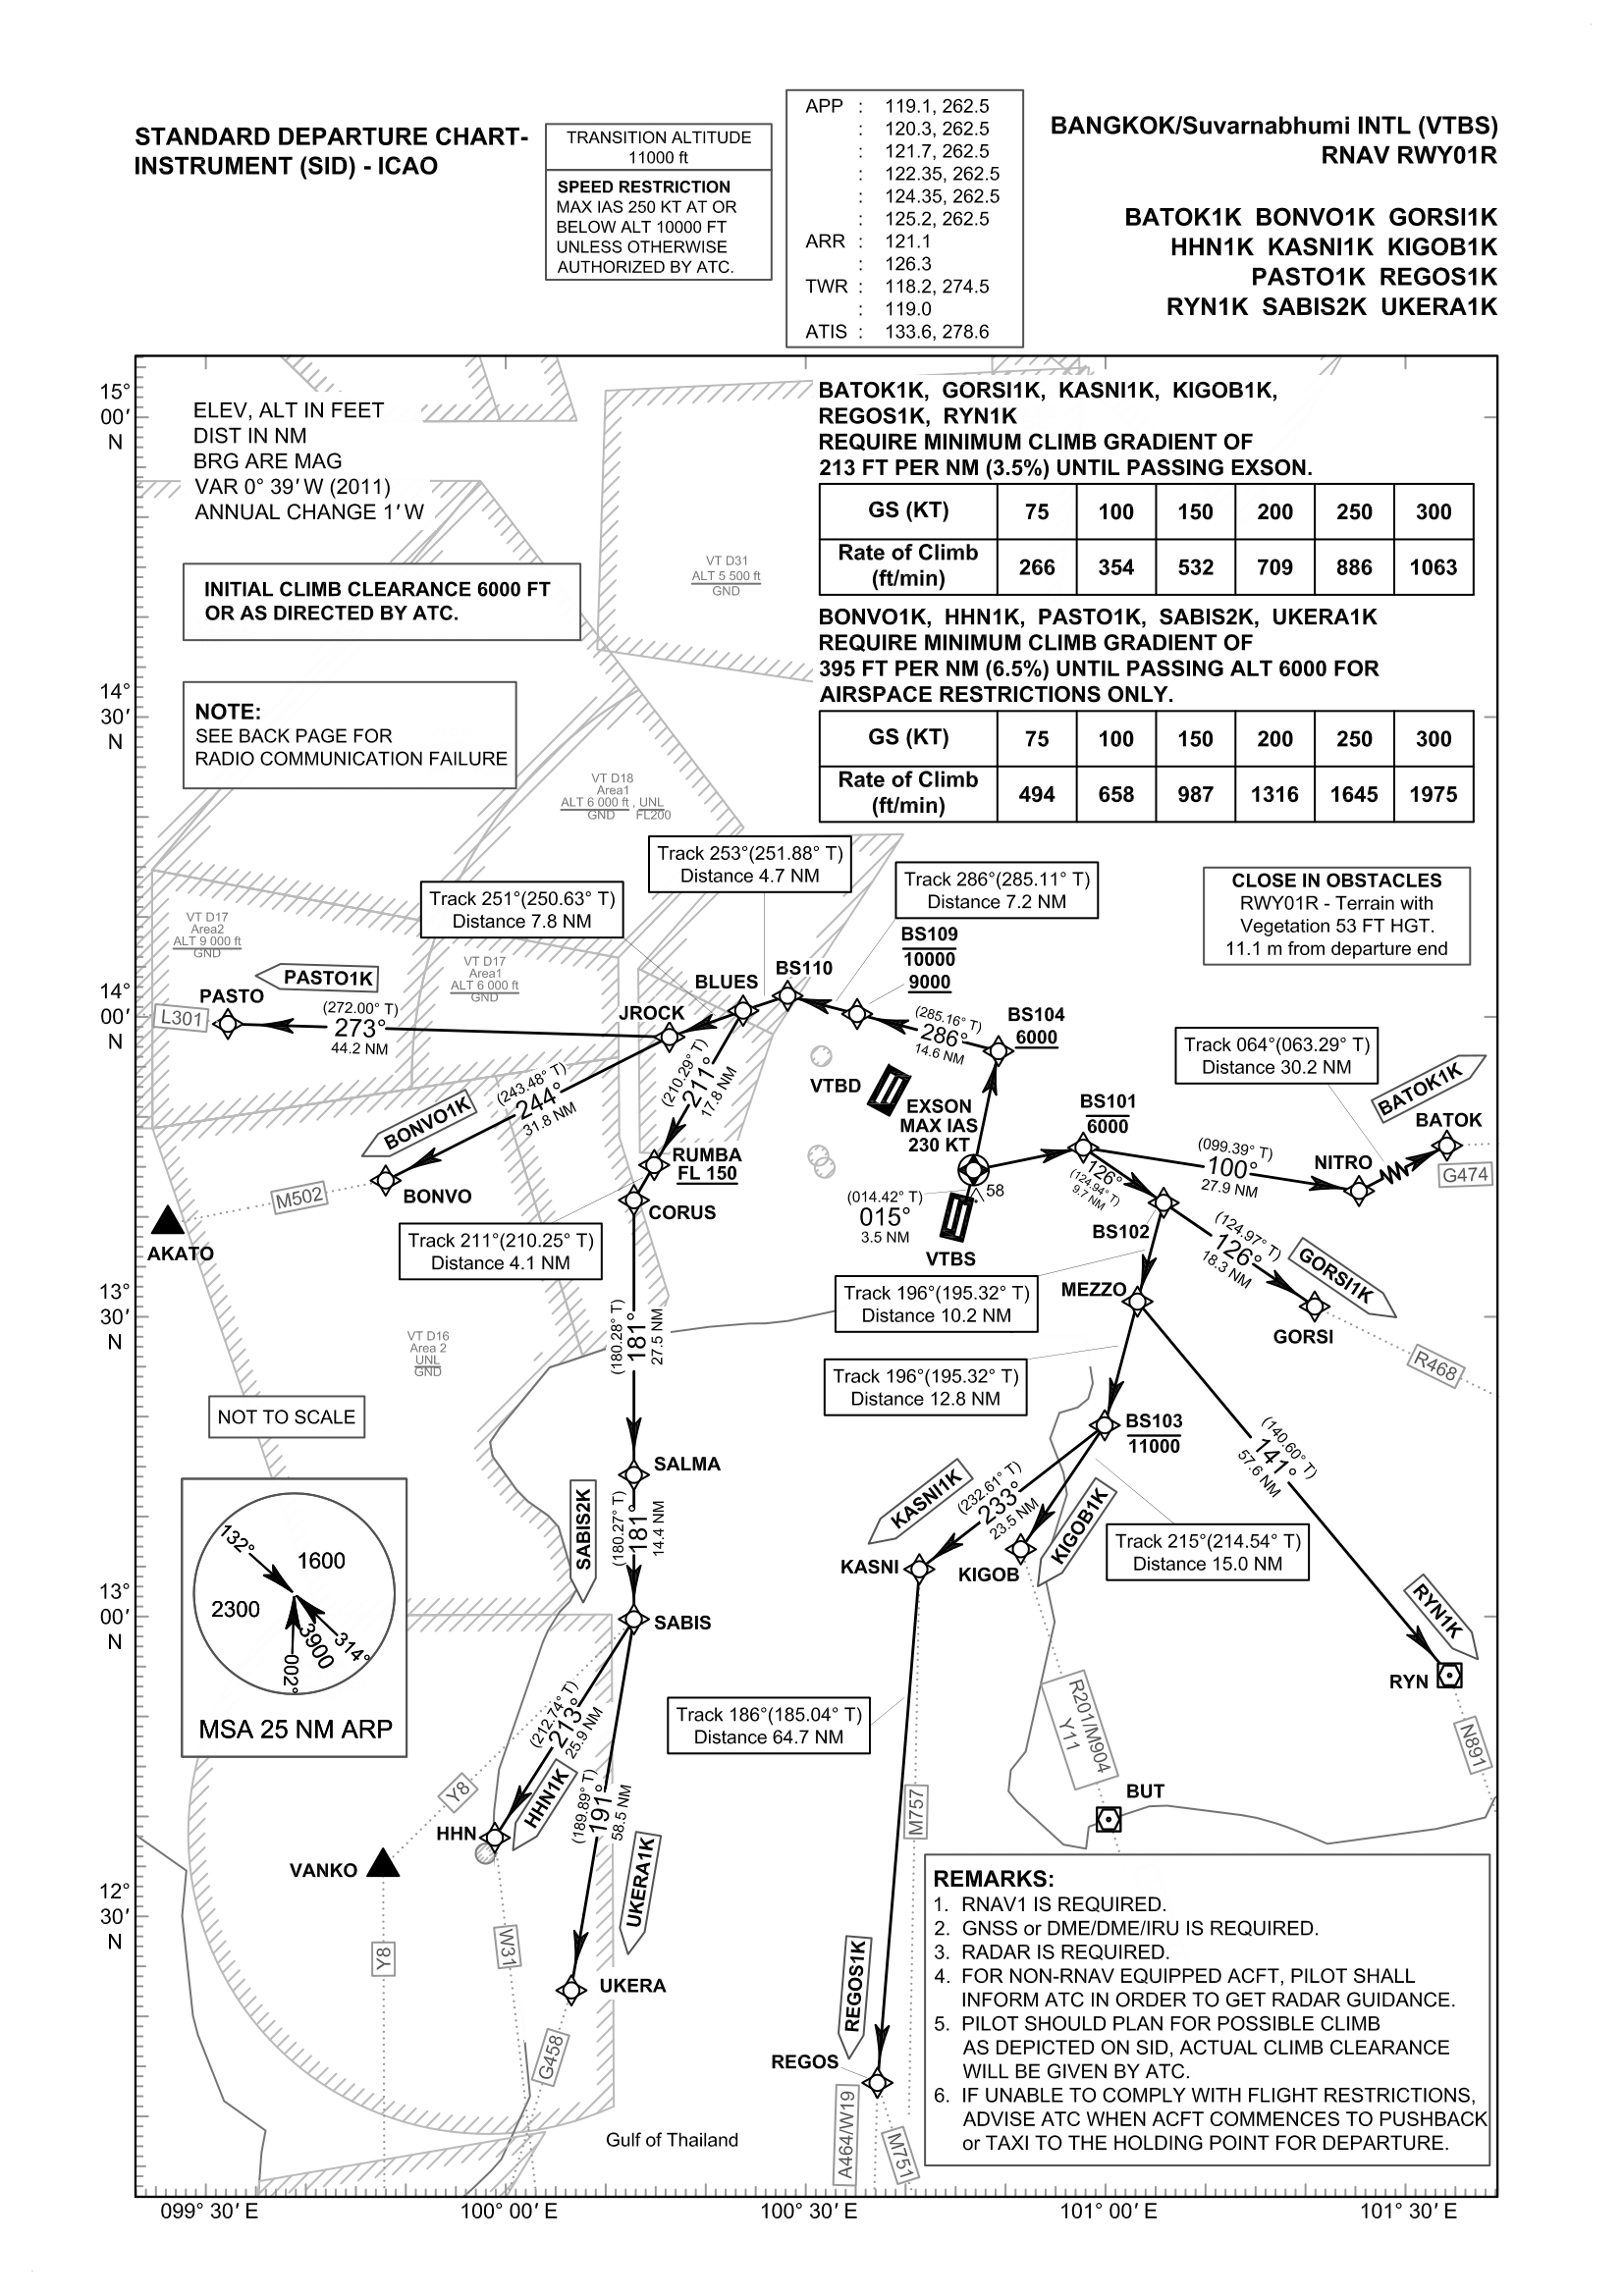 STANDARD DEPARTURE CHART-
INSTRUMENT (SID) - ICAO
TRANSITION ALTITUDE
11000 ft
SPEED RESTRICTION
MAX IAS 250 KT AT OR
BELOW ALT 10000 FT
UNLESS OTHERWISE
AUTHORIZED BY ATC.
APP : 119.1, 262.5
: 120.3, 262.5
: 121.7, 262.5
: 122.35, 262.5
: 124.35, 262.5
: 125.2, 262.5
ARR : 121.1
: 126.3
TWR : 118.2, 274.5
: 119.0
ATIS : 133.6, 278.6
BANGKOK/Suvarnabhumi INTL (VTBS)
RNAV RWY01R
BATOK1K BONVO1K GORSI1K
HHN1K KASNI1K KIGOB1K
PASTO1K REGOS1K
RYN1K SABIS2K UKERA1K
15°
00′
N
ELEV, ALT IN FEET
DIST IN NM
BRG ARE MAG
VAR 0° 39′ W (2011)
ANNUAL CHANGE 1′ W
INITIAL CLIMB CLEARANCE 6000 FT
OR AS DIRECTED BY ATC.
NOTE:
SEE BACK PAGE FOR
RADIO COMMUNICATION FAILURE
BATOK1K, GORSI1K, KASNI1K, KIGOB1K,
REGOS1K, RYN1K
REQUIRE MINIMUM CLIMB GRADIENT OF
213 FT PER NM (3.5%) UNTIL PASSING EXSON.
GS (KT) 75 100 150 200 250 300
Rate of Climb
(ft/min) 266 354 532 709 886 1063
BONVO1K, HHN1K, PASTO1K, SABIS2K, UKERA1K
REQUIRE MINIMUM CLIMB GRADIENT OF
395 FT PER NM (6.5%) UNTIL PASSING ALT 6000 FOR
AIRSPACE RESTRICTIONS ONLY.
GS (KT) 75 100 150 200 250 300
Rate of Climb
(ft/min) 494 658 987 1316 1645 1975
VT D31
ALT 5 500 ft
GND
14°
30′
N
VT D18
Area1
ALT 6 000 ft , UNL
GND FL200
Track 253°(251.88° T)
Distance 4.7 NM
Track 251°(250.63° T)
Distance 7.8 NM
Track 286°(285.11° T)
Distance 7.2 NM
CLOSE IN OBSTACLES
RWY01R - Terrain with
Vegetation 53 FT HGT.
11.1 m from departure end
VT D17
Area2
ALT 9 000 ft
GND
VT D17
Area1
ALT 6 000 ft
GND
BS109
10000
9000
BS110
BLUES
JROCK
PASTO1K
PASTO
L301
(272.00° T)
273°
44.2 NM
14°
00′
N
(285.16° T)
286°
14.6 NM
BS104
6000
Track 064°(063.29° T)
Distance 30.2 NM
BATOK1K
BATOK
G474
VTBD
EXSON
MAX IAS
230 KT
BS101
6000
(099.39° T)
100°
27.9 NM
NITRO
(210.29° T)
211°
17.8 NM
(243.48° T)
244°
31.8 NM
BONVO1K
BONVO
M502
AKATO
RUMBA
FL 150
CORUS
126°
(124.94° T)
9.7 NM
58
(014.42° T)
015°
3.5 NM
VTBS
BS102
(124.97° T)
126°
18.3 NM
GORSI1K
GORSI
R468
Track 211°(210.25° T)
Distance 4.1 NM
Track 196°(195.32° T)
Distance 10.2 NM
MEZZO
13°
30′
N
VT D16
Area 2
UNL
GND
(180.28° T)
181°
27.5 NM
Track 196°(195.32° T)
Distance 12.8 NM
NOT TO SCALE
BS103
11000
(140.60° T)
141°
57.6 NM
SALMA
SABIS2K
(180.27° T)
181°
14.4 NM
KASNI1K
(232.61° T)
233°
23.5 NM
KIGOB1K
Track 215°(214.54° T)
Distance 15.0 NM
KASNI
KIGOB
132°
1600
2300
3900
314°
002°
MSA 25 NM ARP
13°
00′
N
SABIS
RYN1K
RYN
N891
Track 186°(185.04° T)
Distance 64.7 NM
R201/M904
Y11
(212.74° T)
213°
25.9 NM
HHN1K
Y8
HHN
VANKO
(189.89° T)
191°
58.5 NM
UKERA1K
M757
BUT
12°
30′
N
Y8
W31
UKERA
G458
REGOS1K
REGOS
A464/W19
M751
Gulf of Thailand
REMARKS:
1. RNAV1 IS REQUIRED.
2. GNSS or DME/DME/IRU IS REQUIRED.
3. RADAR IS REQUIRED.
4. FOR NON-RNAV EQUIPPED ACFT, PILOT SHALL
INFORM ATC IN ORDER TO GET RADAR GUIDANCE.
5. PILOT SHOULD PLAN FOR POSSIBLE CLIMB
AS DEPICTED ON SID, ACTUAL CLIMB CLEARANCE
WILL BE GIVEN BY ATC.
6. IF UNABLE TO COMPLY WITH FLIGHT RESTRICTIONS,
ADVISE ATC WHEN ACFT COMMENCES TO PUSHBACK
or TAXI TO THE HOLDING POINT FOR DEPARTURE.
099° 30′ E
100° 00′ E
100° 30′ E
101° 00′ E
101° 30′ E